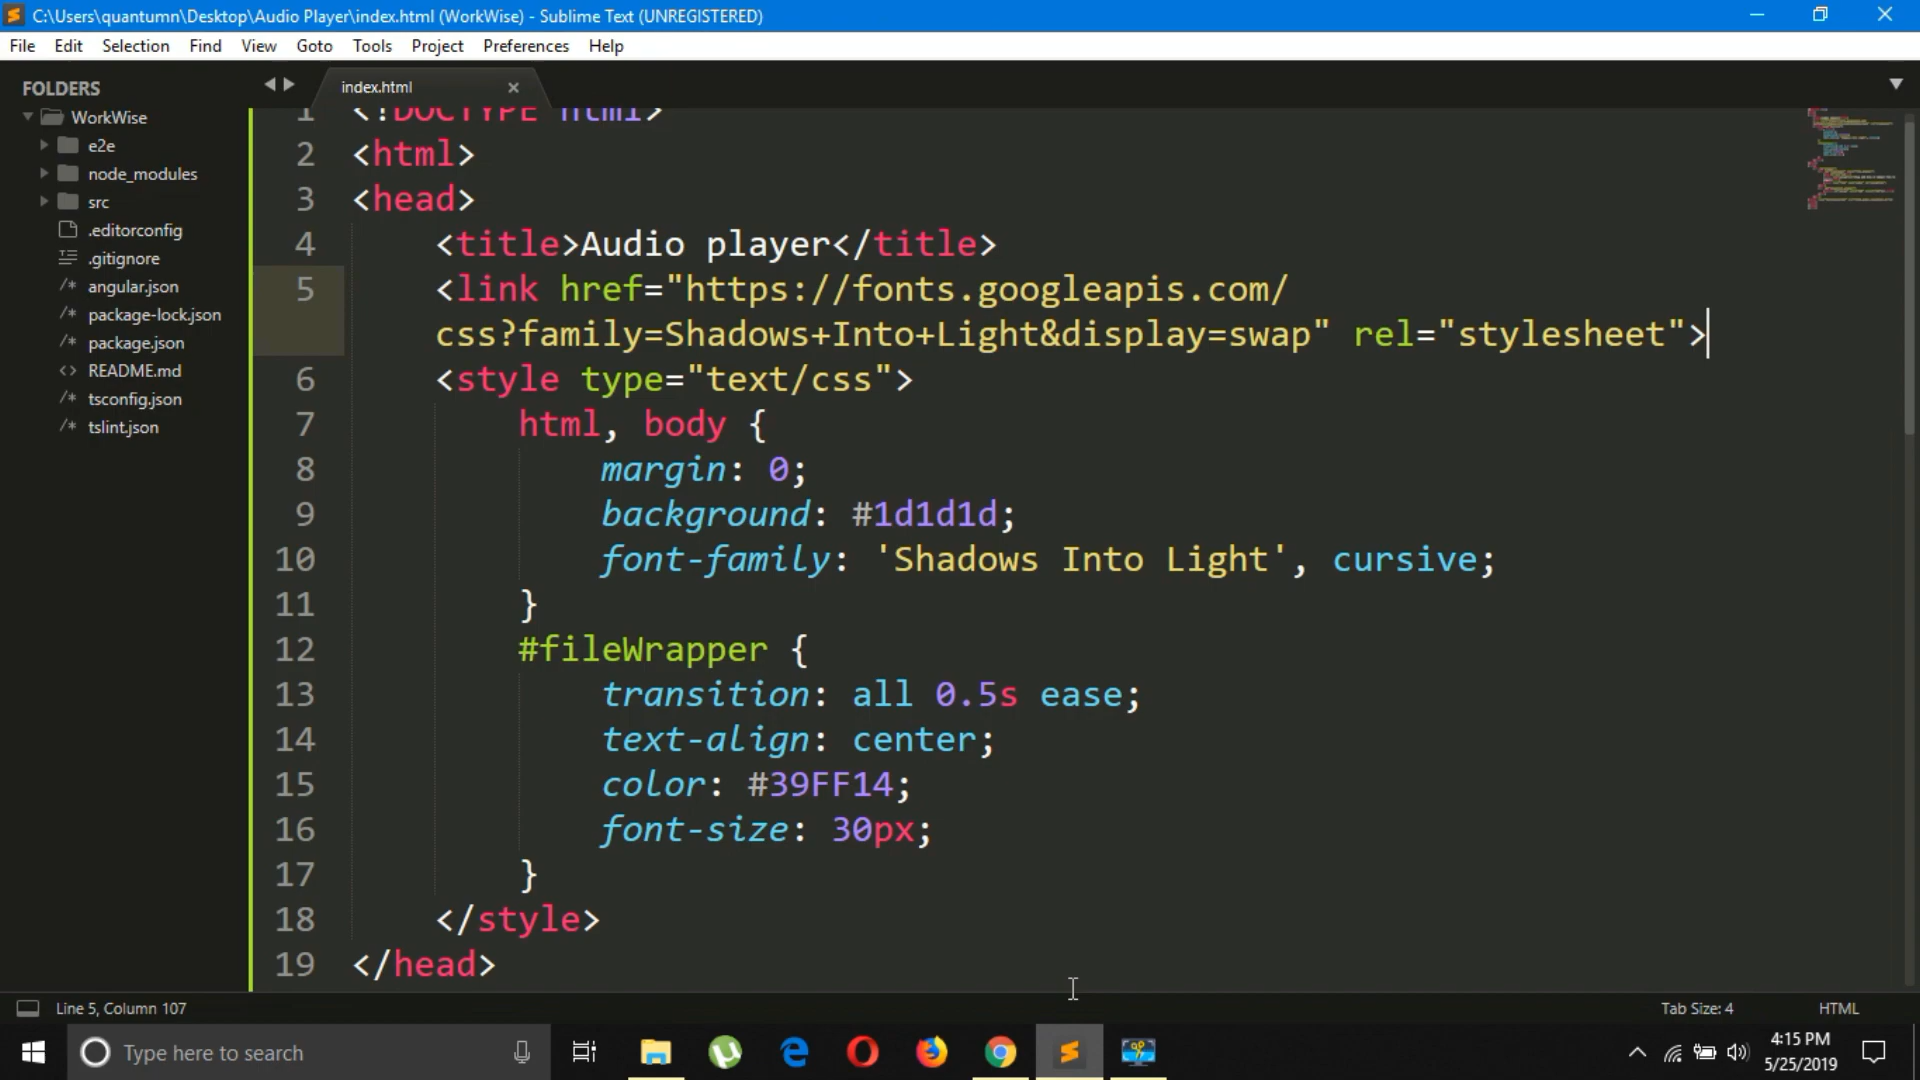 C:\Users\quantumn\Desktop\Audio Player\index.html (WorkWise) - Sublime Text (UNREGISTERED)
File Edit Selection Find View Goto Tools Project Preferences Help
FOLDERS
WorkWise
e2e
node_modules
src
.editorconfig
.gitignore
/* angular.json
/* package-lock.json
/* package.json
<> README.md
/* tsconfig.json
/* tslint.json
index.html
1 <!DOCTYPE html>
2 <html>
3 <head>
4 <title>Audio player</title>
5 <link href="https://fonts.googleapis.com/
css?family=Shadows+Into+Light&display=swap" rel="stylesheet">
6 <style type="text/css">
7 html, body {
8 margin: 0;
9 background: #1d1d1d;
10 font-family: 'Shadows Into Light', cursive;
11 }
12 #fileWrapper {
13 transition: all 0.5s ease;
14 text-align: center;
15 color: #39FF14;
16 font-size: 30px;
17 }
18 </style>
19 </head>
Line 5, Column 107
Tab Size: 4
HTML
Type here to search
4:15 PM
5/25/2019